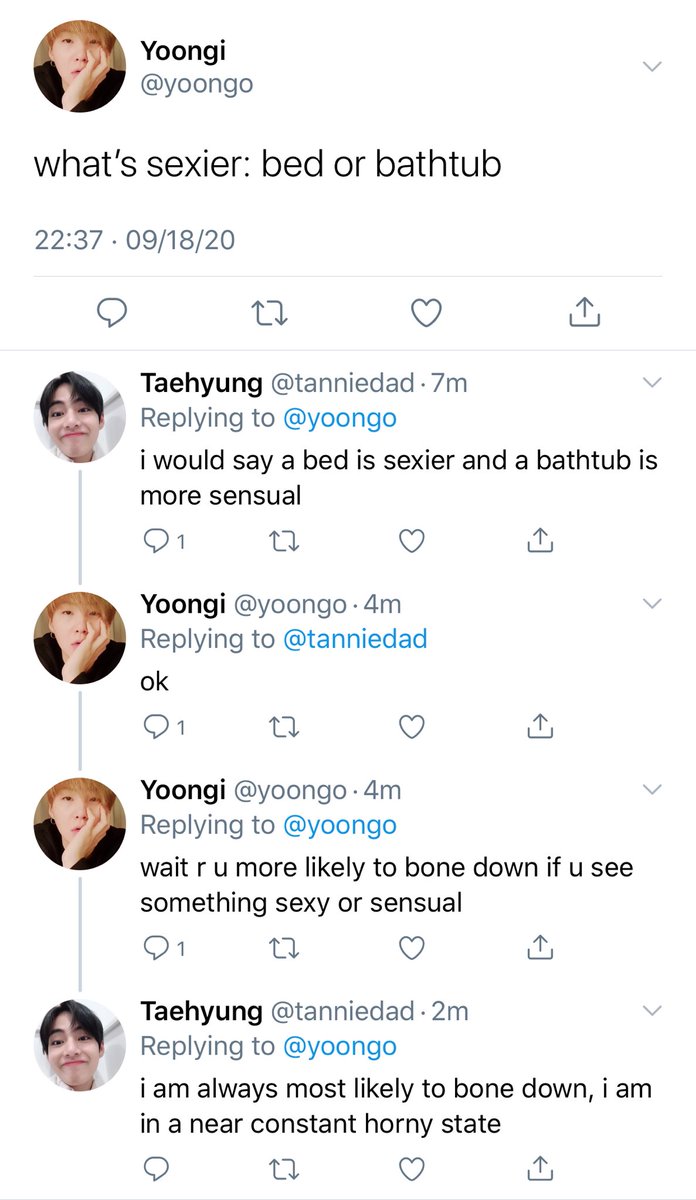 Yoongi
@yoongo
what’s sexier: bed or bathtub
22:37 · 09/18/20
Taehyung @tanniedad · 7m
Replying to @yoongo
i would say a bed is sexier and a bathtub is
more sensual
1
Yoongi @yoongo · 4m
Replying to @tanniedad
ok
1
Yoongi @yoongo · 4m
Replying to @yoongo
wait r u more likely to bone down if u see
something sexy or sensual
1
Taehyung @tanniedad · 2m
Replying to @yoongo
i am always most likely to bone down, i am
in a near constant horny state